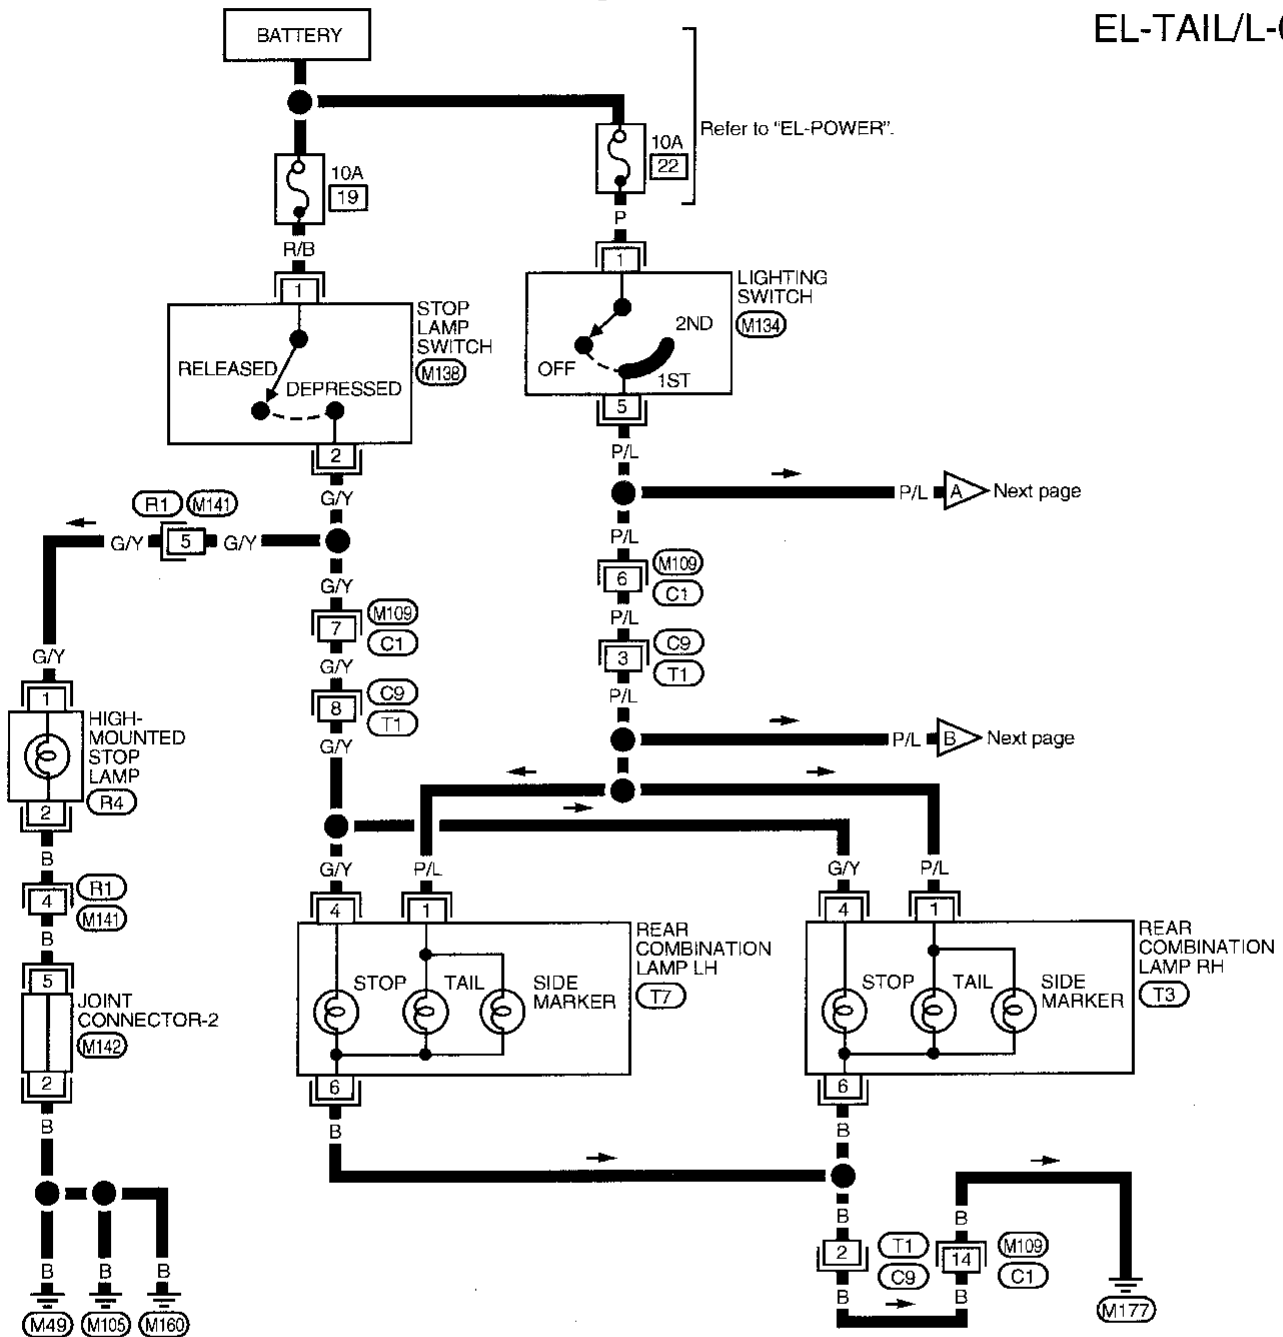 EL-TAIL/L-
BATTERY
Refer to "EL-POWER".
10A
22
10A
19
P
R/B
1
1
LIGHTING
SWITCH
M134
STOP
LAMP
SWITCH
M138
2ND
OFF
1ST
RELEASED
DEPRESSED
5
2
P/L
G/Y
P/L
A
Next page
R1
M141
G/Y
5
G/Y
P/L
6
M109
C1
G/Y
7
M109
C1
P/L
3
C9
T1
G/Y
8
C9
T1
P/L
G/Y
P/L
B
Next page
G/Y
1
HIGH-
MOUNTED
STOP
LAMP
R4
2
B
4
R1
M141
B
5
JOINT
CONNECTOR-2
M142
2
B
G/Y
P/L
G/Y
P/L
4
1
4
1
STOP
TAIL
SIDE
MARKER
REAR
COMBINATION
LAMP LH
T7
STOP
TAIL
SIDE
MARKER
REAR
COMBINATION
LAMP RH
T3
6
6
B
B
B
B
2
T1
C9
14
M109
C1
B
B
B
B
B
M49
M105
M160
M177